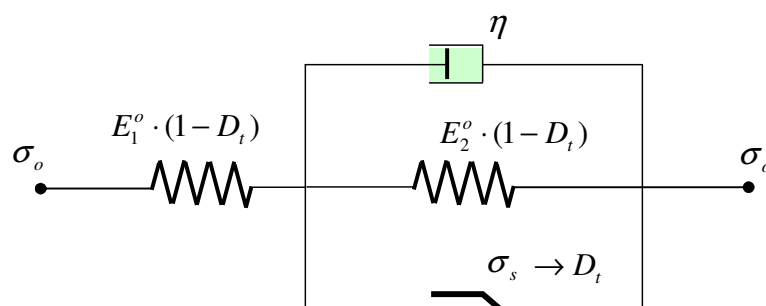 η
E₁ᵒ · (1 − Dₜ)
E₂ᵒ · (1 − Dₜ)
σₒ
σₒ
σₛ → Dₜ